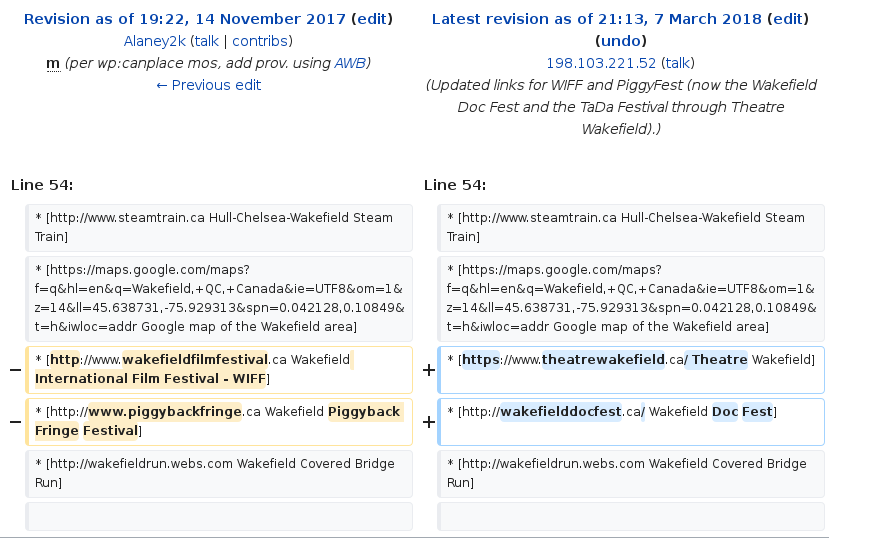 Revision as of 19:22, 14 November 2017 (edit)
Alaney2k (talk | contribs)
m (per wp:canplace mos, add prov. using AWB)
← Previous edit
Latest revision as of 21:13, 7 March 2018 (edit)
(undo)
198.103.221.52 (talk)
(Updated links for WIFF and PiggyFest (now the Wakefield
Doc Fest and the TaDa Festival through Theatre
Wakefield).)
Line 54:
Line 54:
* [http://www.steamtrain.ca Hull-Chelsea-Wakefield Steam
Train]
* [http://www.steamtrain.ca Hull-Chelsea-Wakefield Steam
Train]
* [https://maps.google.com/maps?
f=q&hl=en&q=Wakefield,+QC,+Canada&ie=UTF8&om=1&
z=14&ll=45.638731,-75.929313&spn=0.042128,0.10849&
t=h&iwloc=addr Google map of the Wakefield area]
* [https://maps.google.com/maps?
f=q&hl=en&q=Wakefield,+QC,+Canada&ie=UTF8&om=1&
z=14&ll=45.638731,-75.929313&spn=0.042128,0.10849&
t=h&iwloc=addr Google map of the Wakefield area]
− * [http://www.wakefieldfilmfestival.ca Wakefield
International Film Festival - WIFF]
+ * [https://www.theatrewakefield.ca/ Theatre Wakefield]
− * [http://www.piggybackfringe.ca Wakefield Piggyback
Fringe Festival]
+ * [http://wakefielddocfest.ca/ Wakefield Doc Fest]
* [http://wakefieldrun.webs.com Wakefield Covered Bridge
Run]
* [http://wakefieldrun.webs.com Wakefield Covered Bridge
Run]